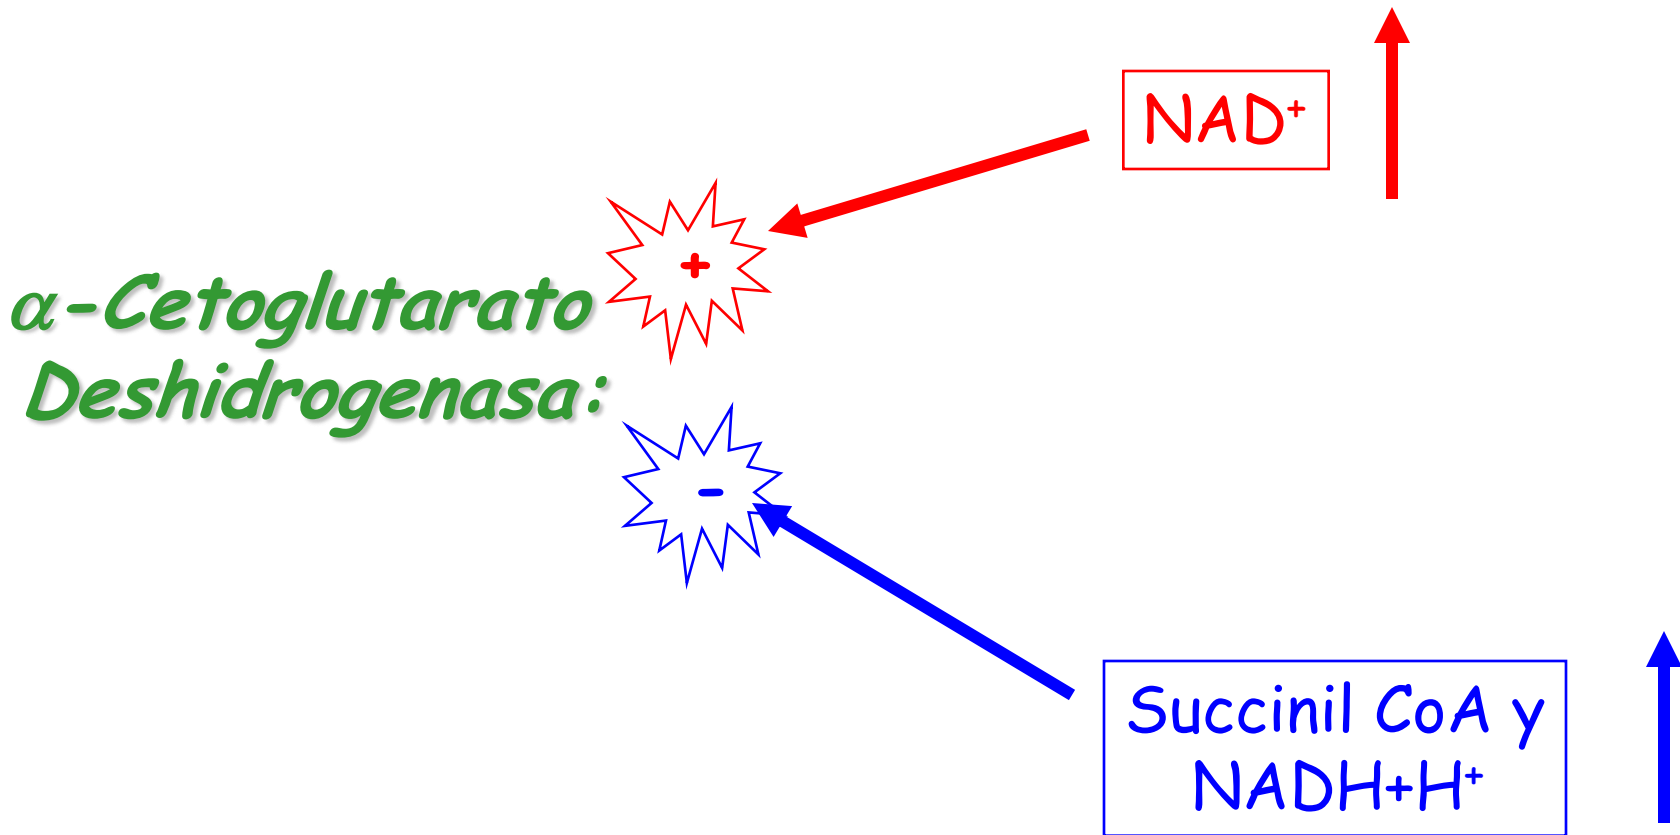 NAD⁺
+
α-Cetoglutarato
Deshidrogenasa:
-
Succinil CoA y
NADH+H⁺